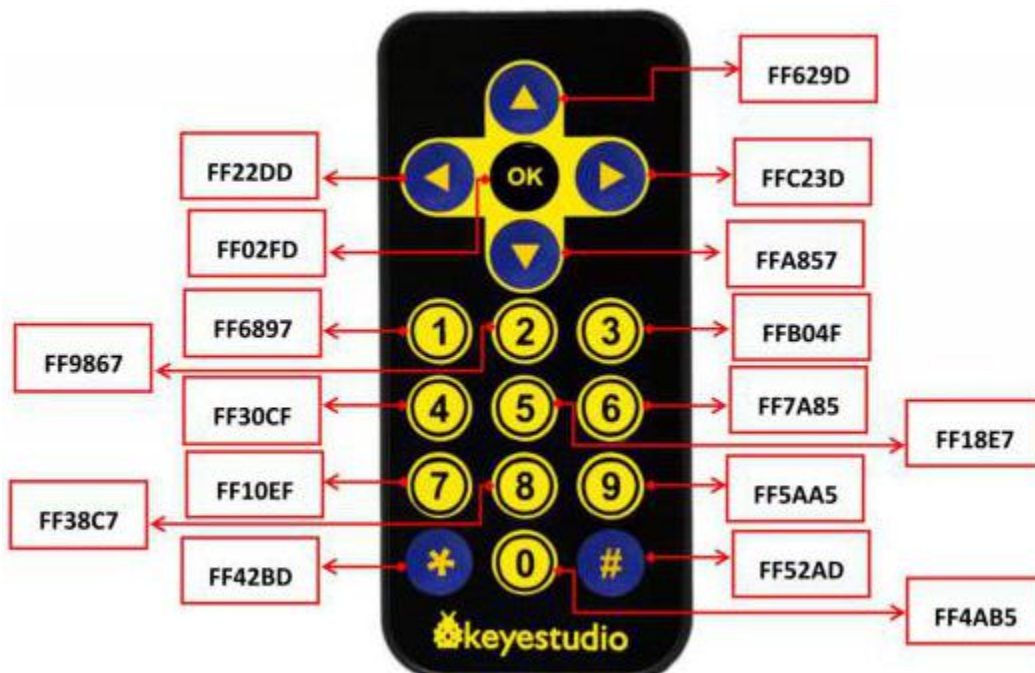 FF629D
FF22DD
OK
FFC23D
FF02FD
FFA857
FF6897
1
2
3
FFB04F
FF9867
FF30CF
4
5
6
FF7A85
FF18E7
FF10EF
7
8
9
FF5AA5
FF38C7
FF42BD
*
0
#
FF52AD
FF4AB5
keyestudio